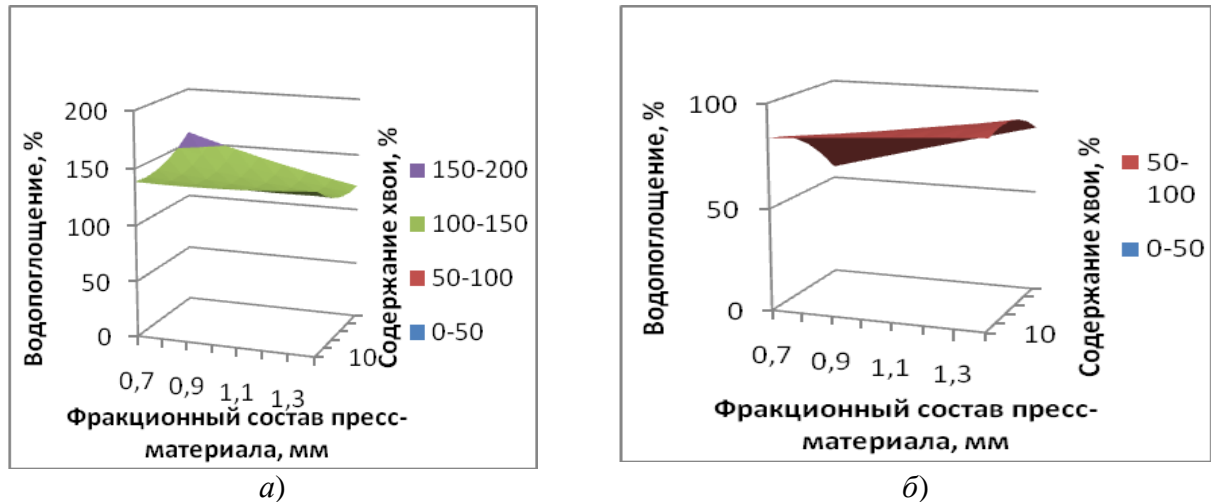 Водопоглощение, %
200
150
100
50
0
0,7 0,9 1,1 1,3
10
Содержание хвои, %
Фракционный состав пресс-
материала, мм
150-200
100-150
50-100
0-50
а)
Водопоглощение, %
100
50
0
0,7 0,9 1,1 1,3
10
Содержание хвои, %
Фракционный состав пресс-
материала, мм
50-
100
0-50
б)